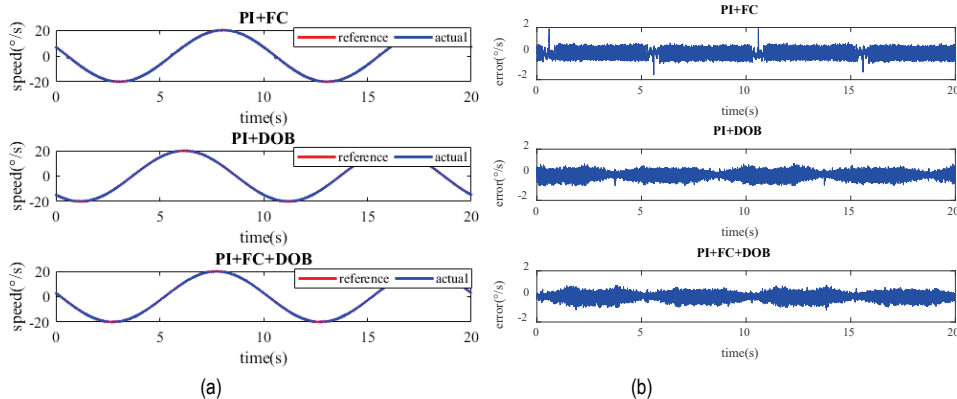 PI+FC
speed(°/s)
20
0
-20
reference actual
0 5 10 15 20
time(s)
PI+DOB
speed(°/s)
20
0
-20
reference actual
0 5 10 15 20
time(s)
PI+FC+DOB
speed(°/s)
20
0
-20
reference actual
0 5 10 15 20
time(s)
(a)
PI+FC
error(°/s)
2
0
-2
0 5 10 15 20
time(s)
PI+DOB
error(°/s)
2
0
-2
0 5 10 15 20
time(s)
PI+FC+DOB
error(°/s)
2
0
-2
0 5 10 15 20
time(s)
(b)